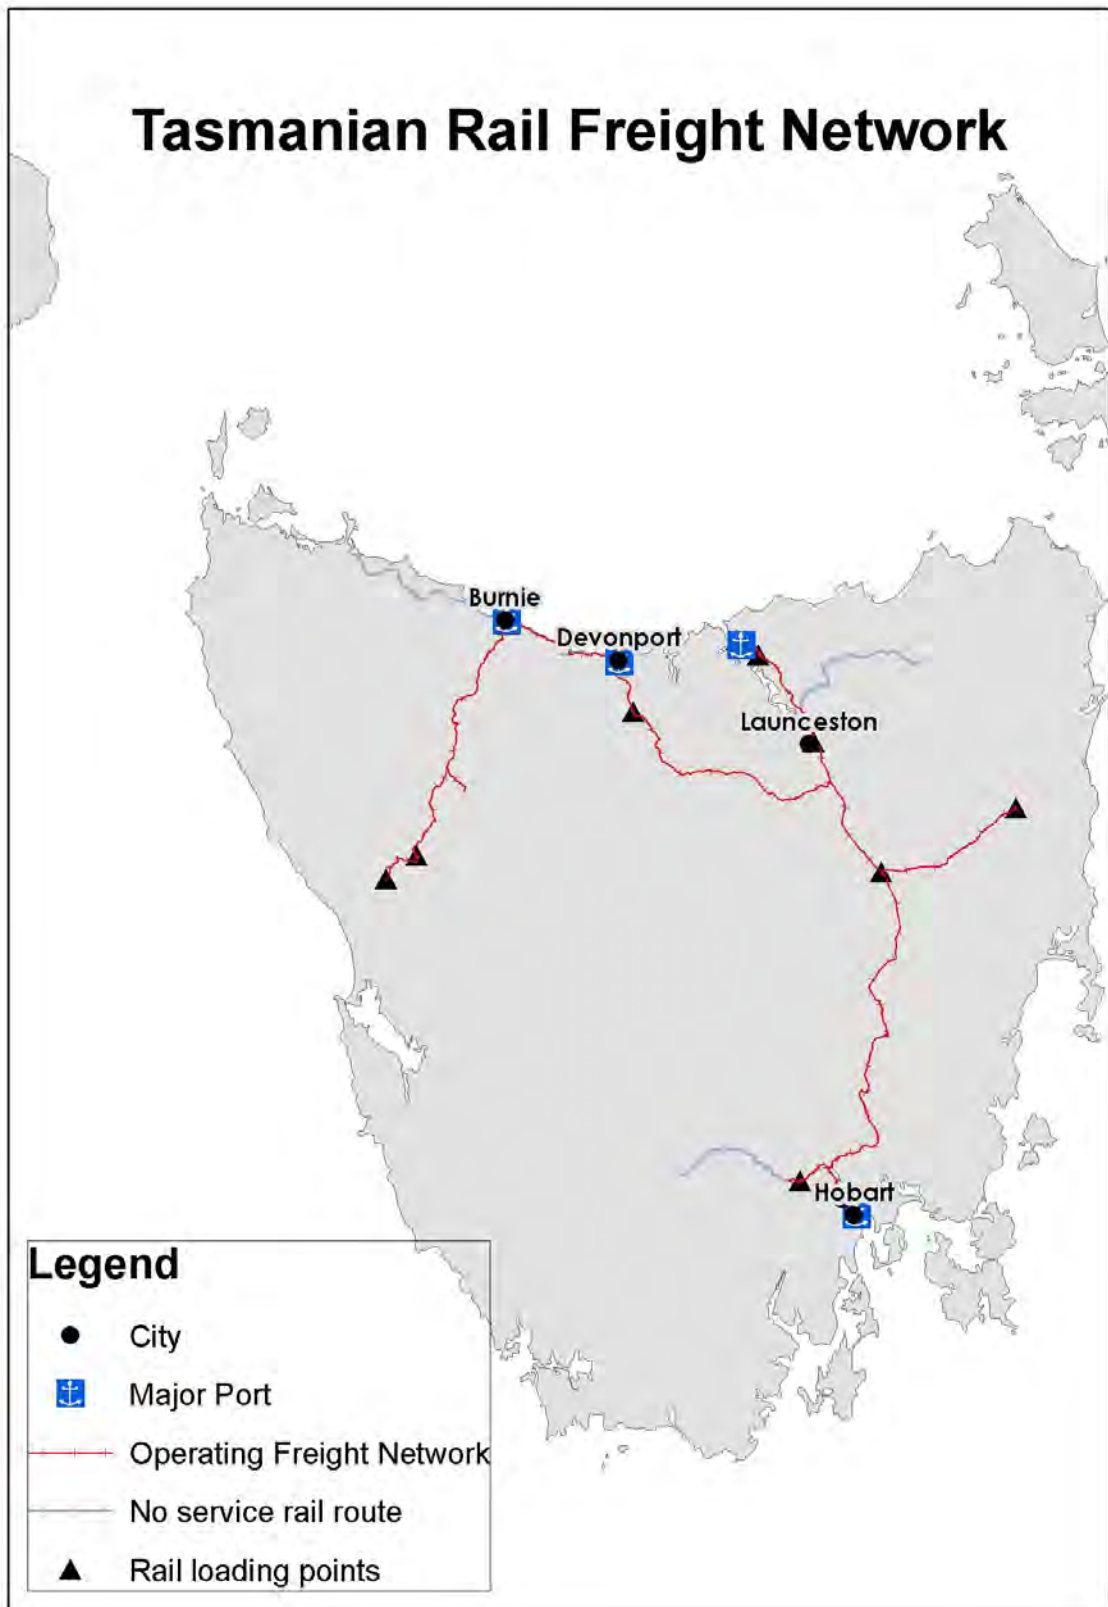 Tasmanian Rail Freight Network
Burnie
Devonport
Launceston
Hobart
Legend
City
Major Port
Operating Freight Network
No service rail route
Rail loading points